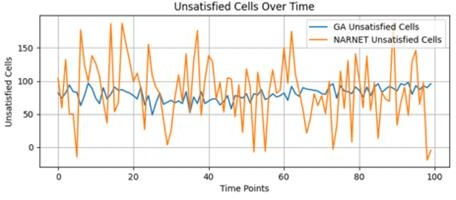 Unsatisfied Cells Over Time
GA Unsatisfied Cells
NARNET Unsatisfied Cells
Unsatisfied Cells
150
100
50
0
0 20 40 60 80 100
Time Points